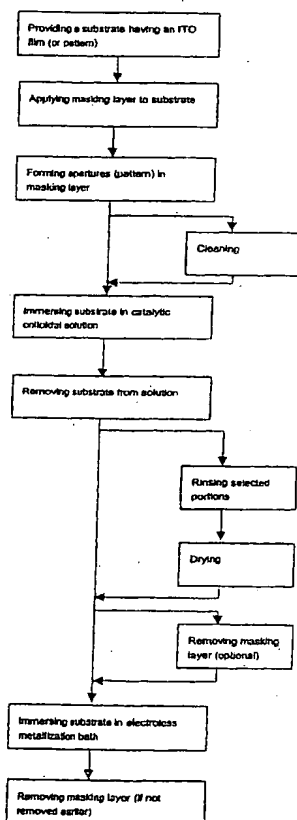 Providing a substrate having an ITO
film (or pattern)
Applying masking layer to substrate
Forming apertures (pattern) in
masking layer
Cleaning
Immersing substrate in catalytic
colloidal solution
Removing substrate from solution
Rinsing selected
portions
Drying
Removing masking
layer (optional)
Immersing substrate in electroless
metallization bath
Removing masking layer (if not
removed earlier)